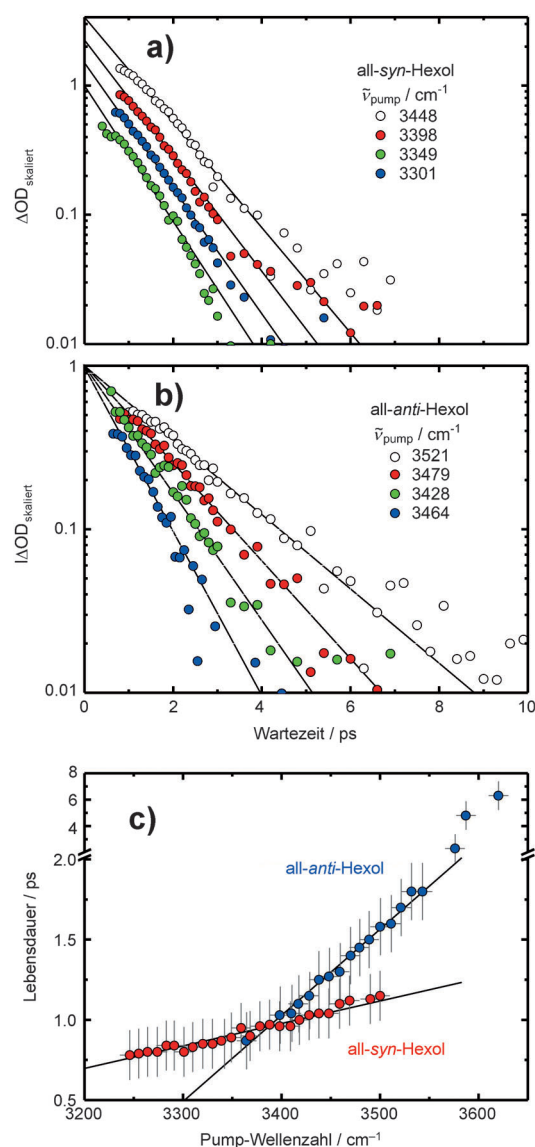 a)
all-syn-Hexol
ν̃pump / cm-1
3448
3398
3349
3301
1
0.1
0.01
ΔODskaliert
b)
all-anti-Hexol
ν̃pump / cm-1
3521
3479
3428
3464
1
0.1
0.01
IΔODskaliert
0 2 4 6 8 10
Wartezeit / ps
c)
all-anti-Hexol
all-syn-Hexol
8
6
4
2.0
1.5
1.0
0.5
Lebensdauer / ps
3200 3300 3400 3500 3600
Pump-Wellenzahl / cm-1